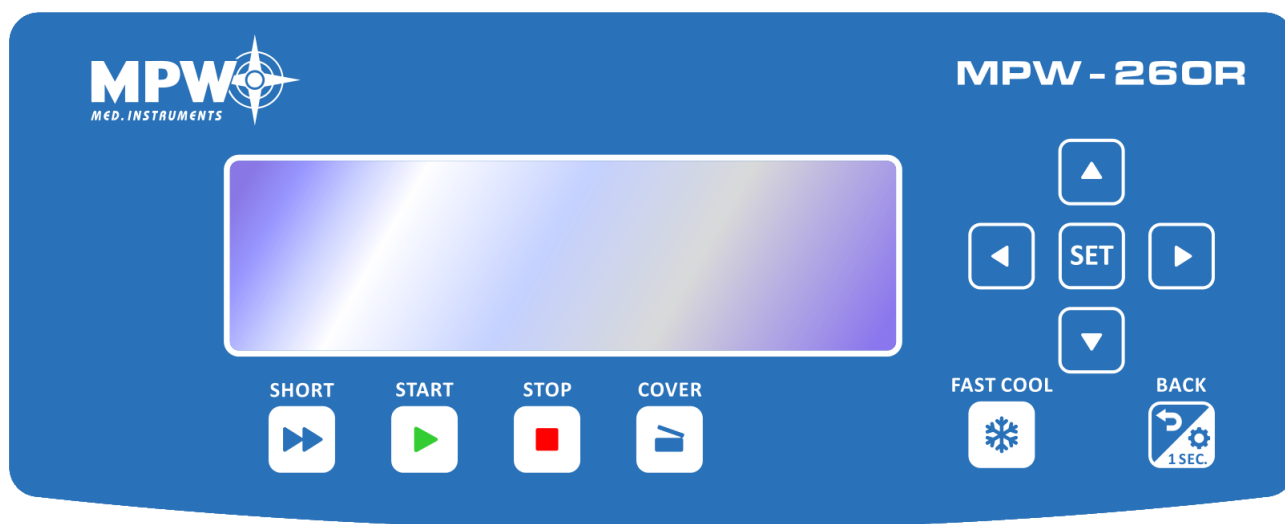 MPW
MED. INSTRUMENTS
MPW - 260R
SET
SHORT START STOP COVER
FAST COOL BACK
1 SEC.